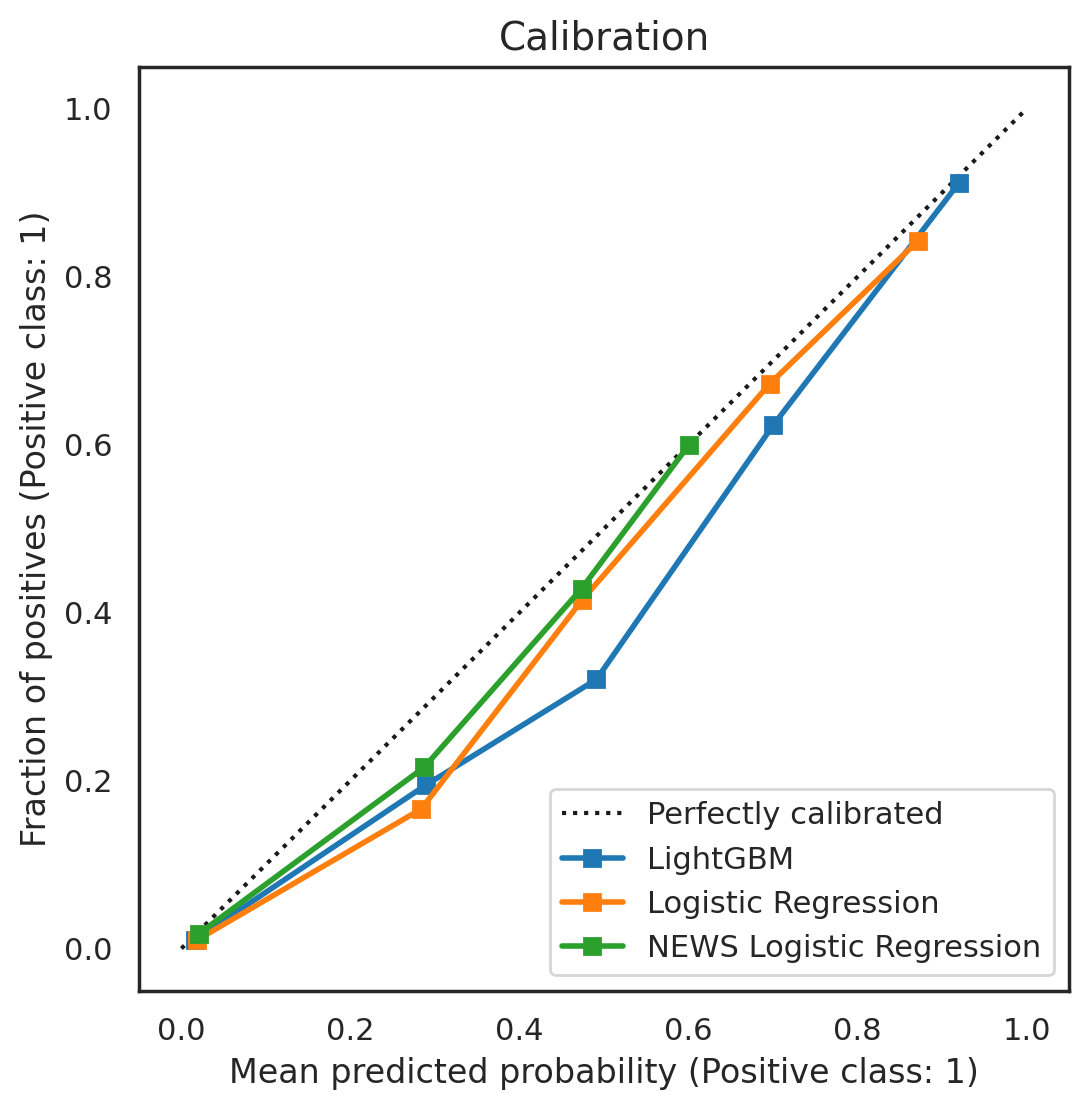 Calibration
Fraction of positives (Positive class: 1)
1.0
0.8
0.6
0.4
0.2
0.0
Perfectly calibrated
LightGBM
Logistic Regression
NEWS Logistic Regression
0.0 0.2 0.4 0.6 0.8 1.0
Mean predicted probability (Positive class: 1)